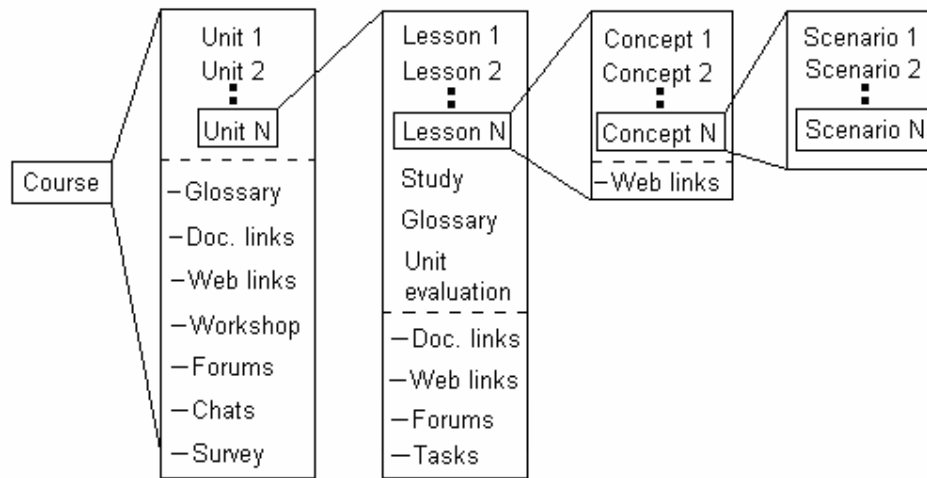 Course
Unit 1
Unit 2
Unit N
–Glossary
–Doc. links
–Web links
–Workshop
–Forums
–Chats
–Survey
Lesson 1
Lesson 2
Lesson N
Study
Glossary
Unit
evaluation
–Doc. links
–Web links
–Forums
–Tasks
Concept 1
Concept 2
Concept N
–Web links
Scenario 1
Scenario 2
Scenario N